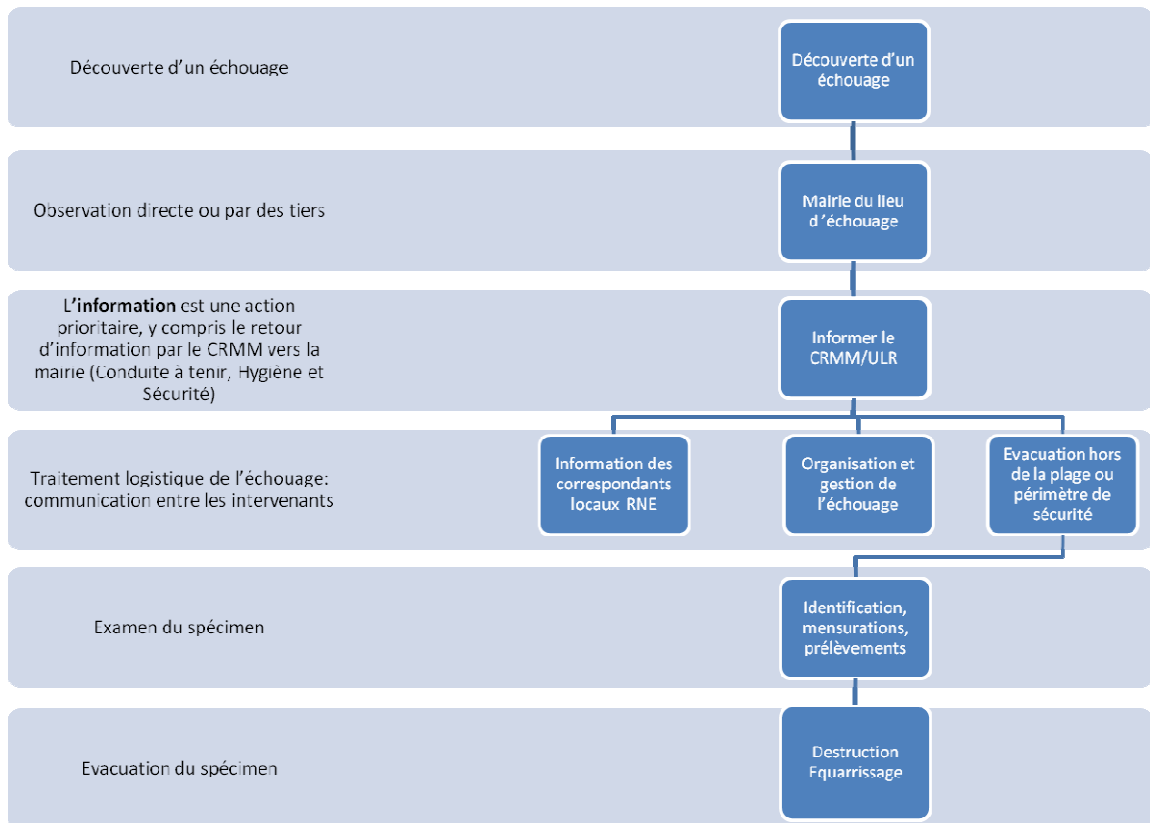 Découverte d'un échouage
Découverte d'un
échouage
Observation directe ou par des tiers
Mairie du lieu
d'échouage
L'information est une action
prioritaire, y compris le retour
d'information par le CRMM vers la
mairie (Conduite à tenir, Hygiène et
Sécurité)
Informer le
CRMM/ULR
Traitement logistique de l'échouage:
communication entre les intervenants
Information des
correspondants
locaux RNE
Organisation et
gestion de
l'échouage
Evacuation hors
de la plage ou
périmètre de
sécurité
Examen du spécimen
Identification,
mensurations,
prélèvements
Evacuation du spécimen
Destruction
Equarrissage